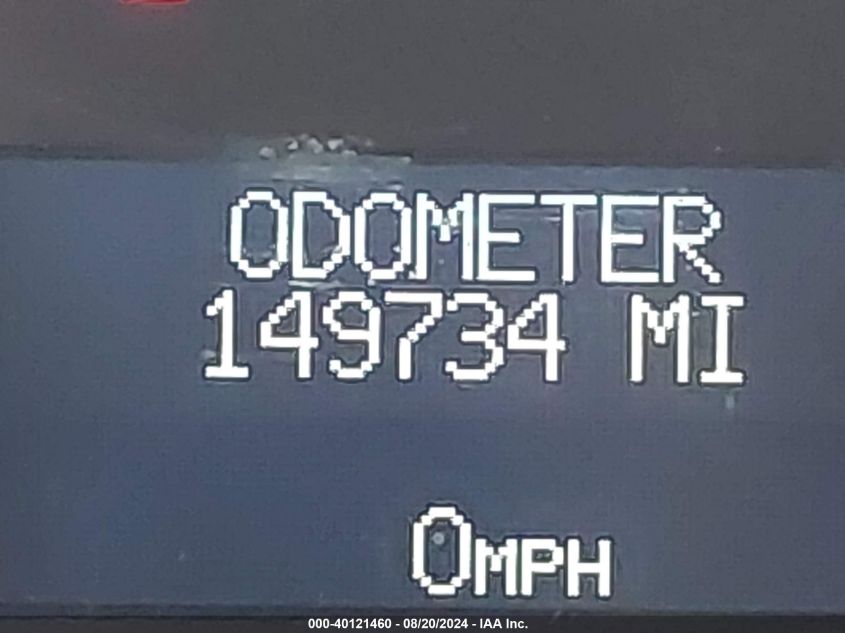 ODOMETER
149734 MI
0MPH
000-40121460 - 08/20/2024 - IAA Inc.